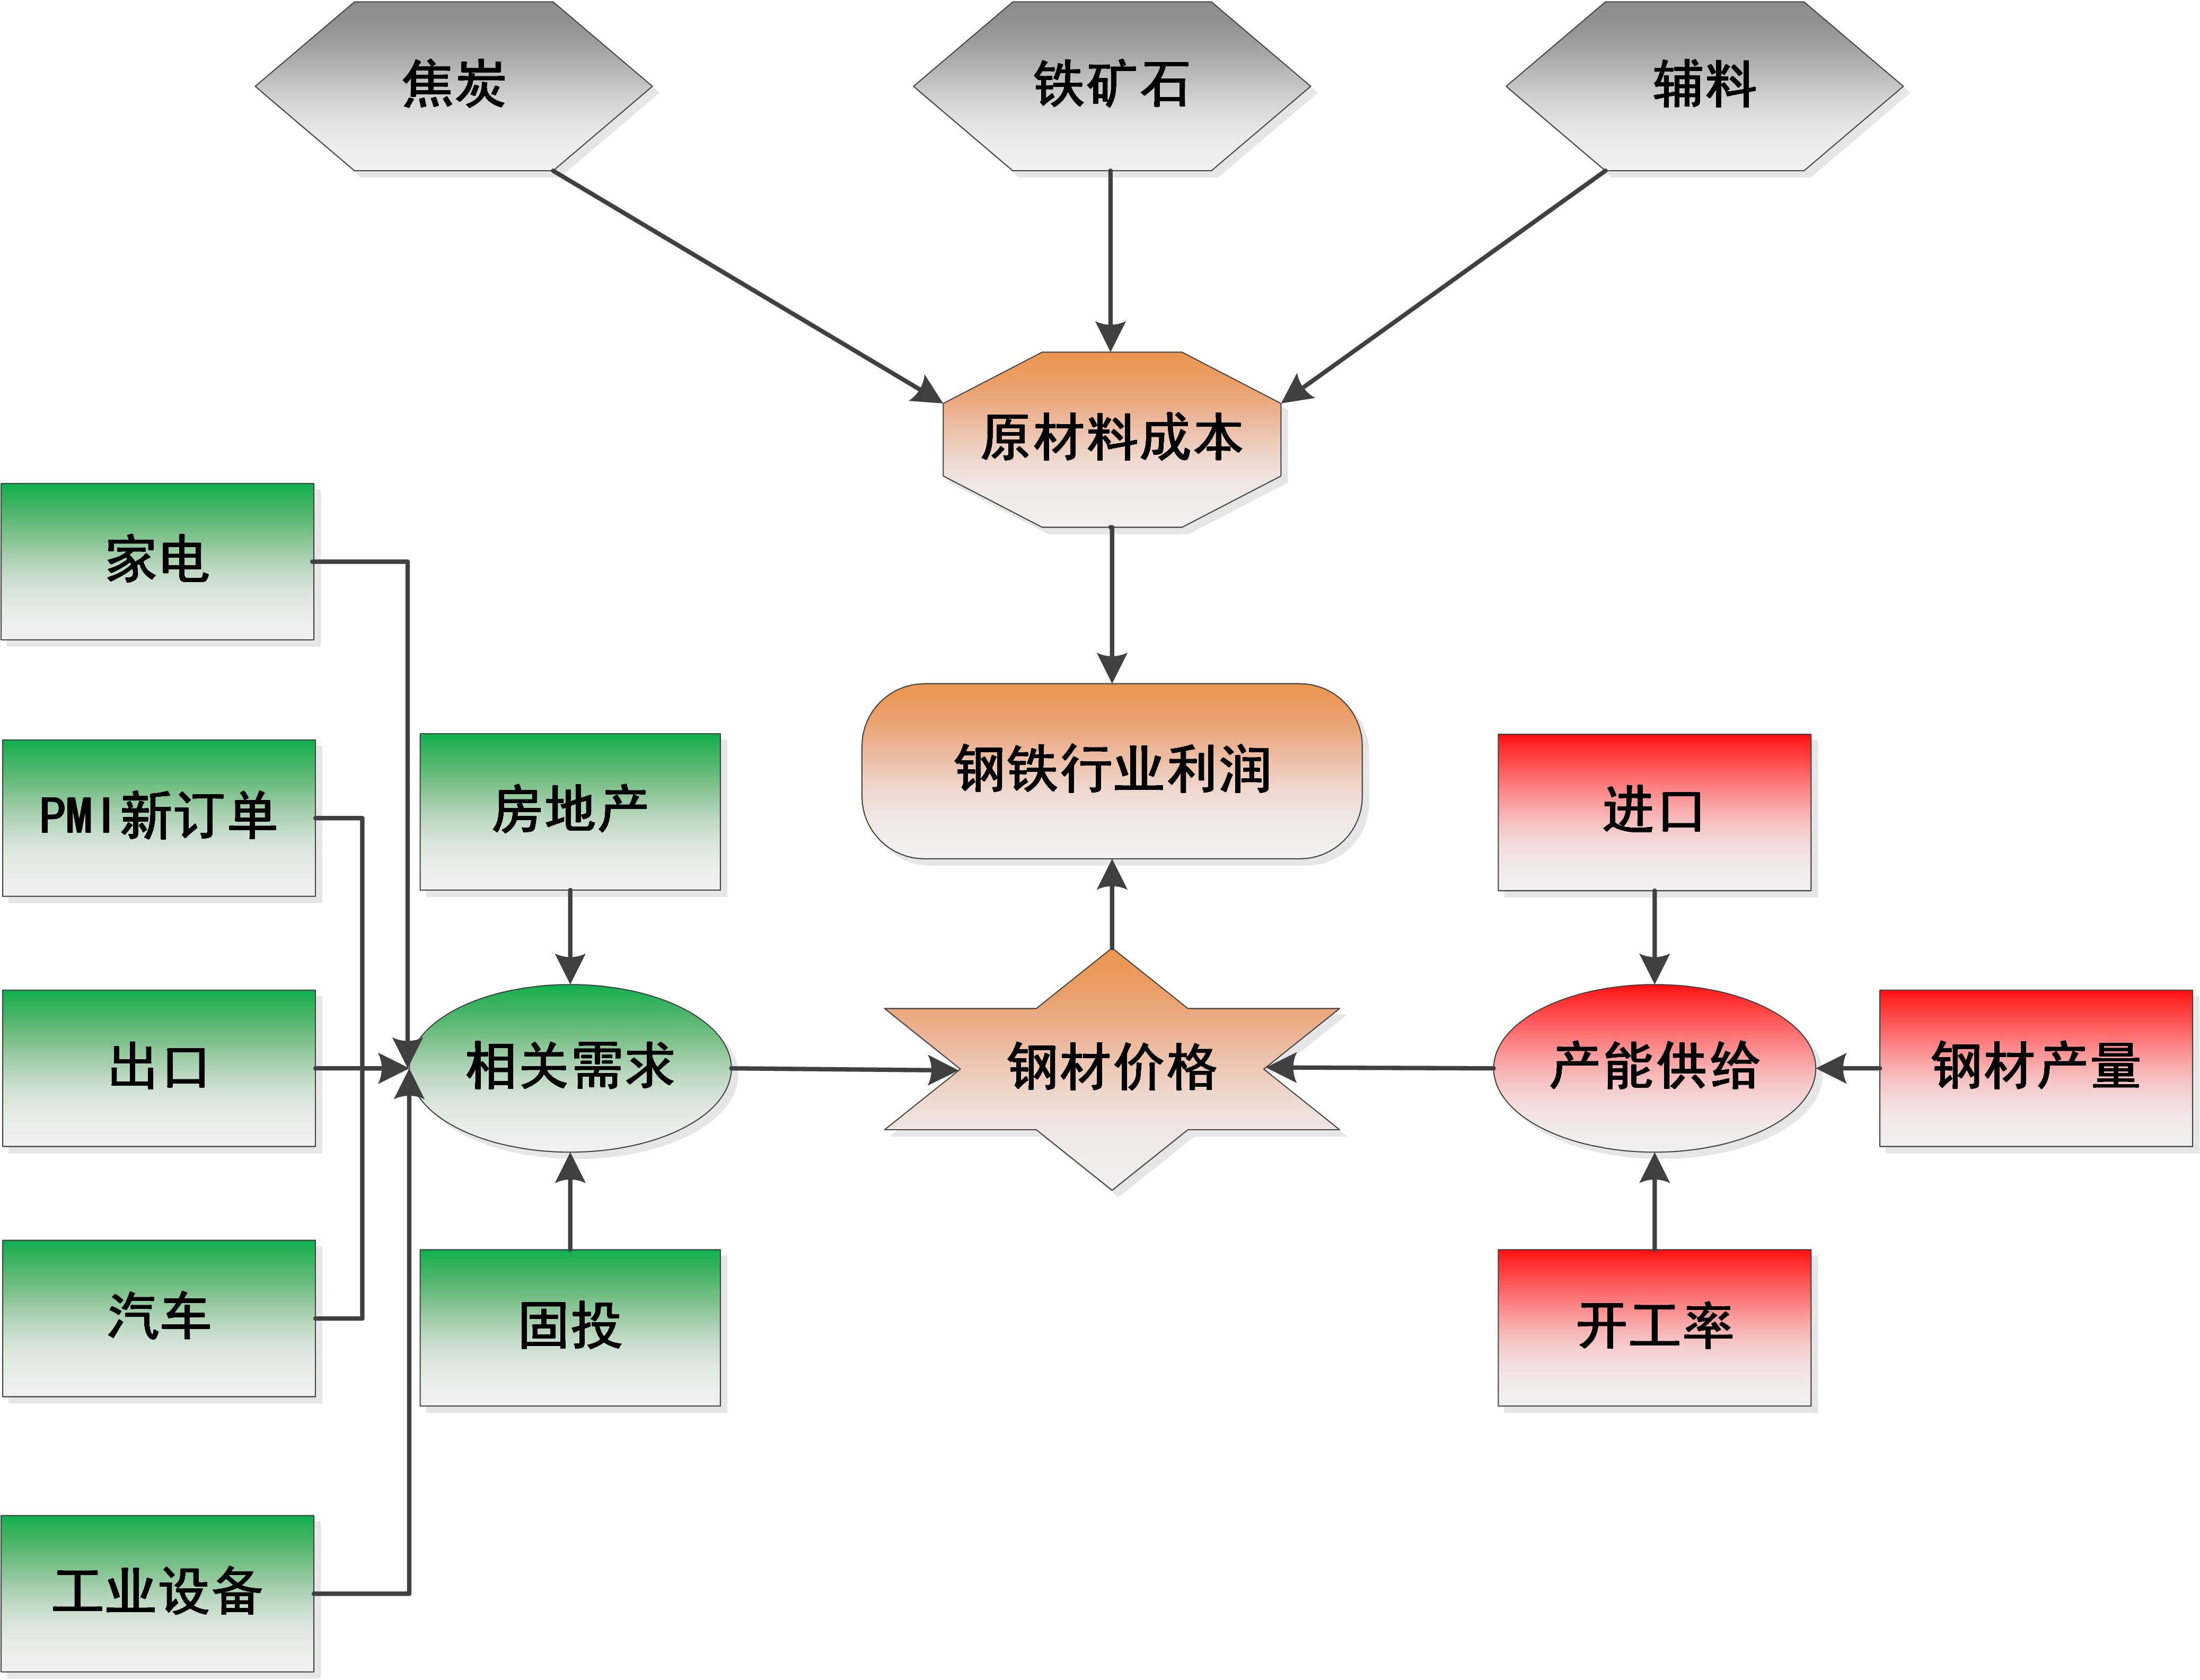 焦炭
铁矿石
辅料
原材料成本
家电
钢铁行业利润
PMI新订单
房地产
进口
出口
相关需求
钢材价格
产能供给
钢材产量
汽车
固投
开工率
工业设备